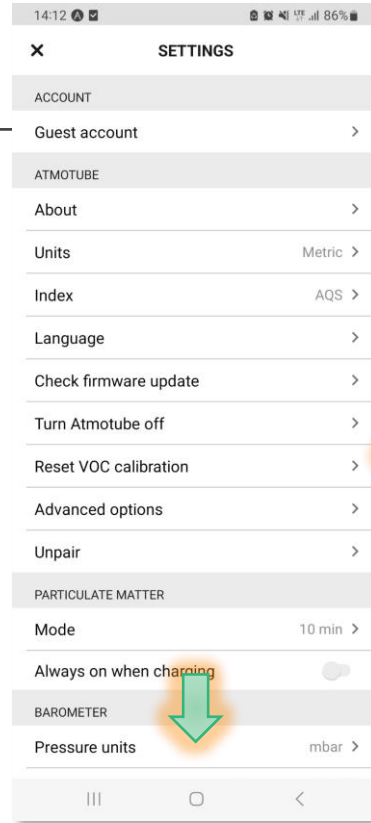 14:12 LTE 86%
SETTINGS
ACCOUNT
Guest account
ATMOTUBE
About
Units Metric
Index AQS
Language
Check firmware update
Turn Atmotube off
Reset VOC calibration
Advanced options
Unpair
PARTICULATE MATTER
Mode 10 min
Always on when charging
BAROMETER
Pressure units mbar